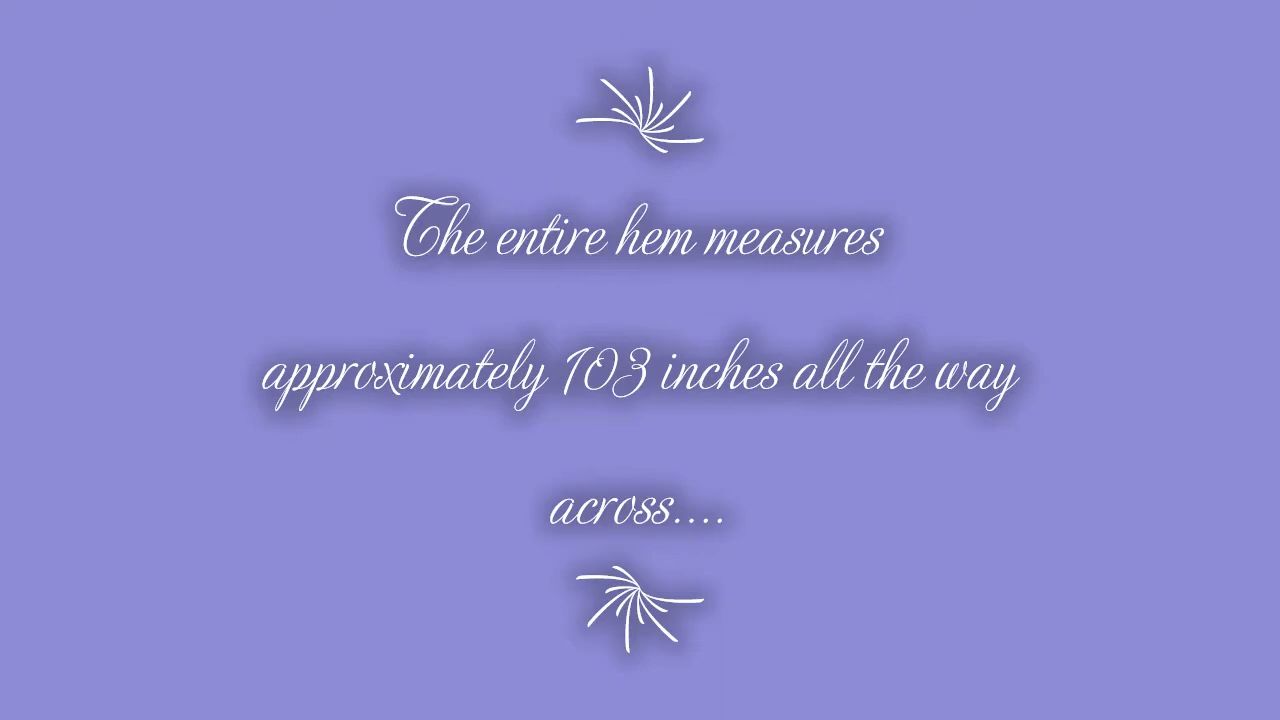 The entire hem measures
approximately 103 inches all the way
across....